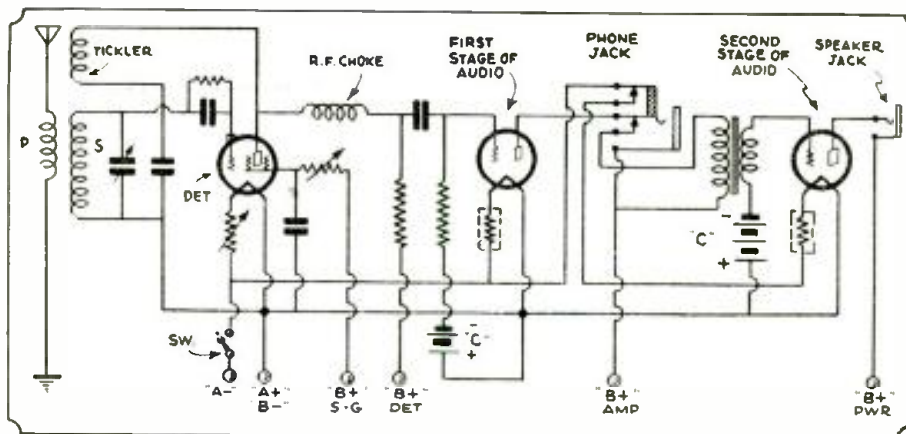 TICKLER
P
S
DET
R.F. CHOKE
FIRST
STAGE OF
AUDIO
PHONE
JACK
SECOND
STAGE OF
AUDIO
SPEAKER
JACK
SW.
"A-"
"A+"
"B-"
"B+"
S-G
"B+"
DET
-
"C"
+
"B+"
AMP
-
"C"
+
"B+"
PWR